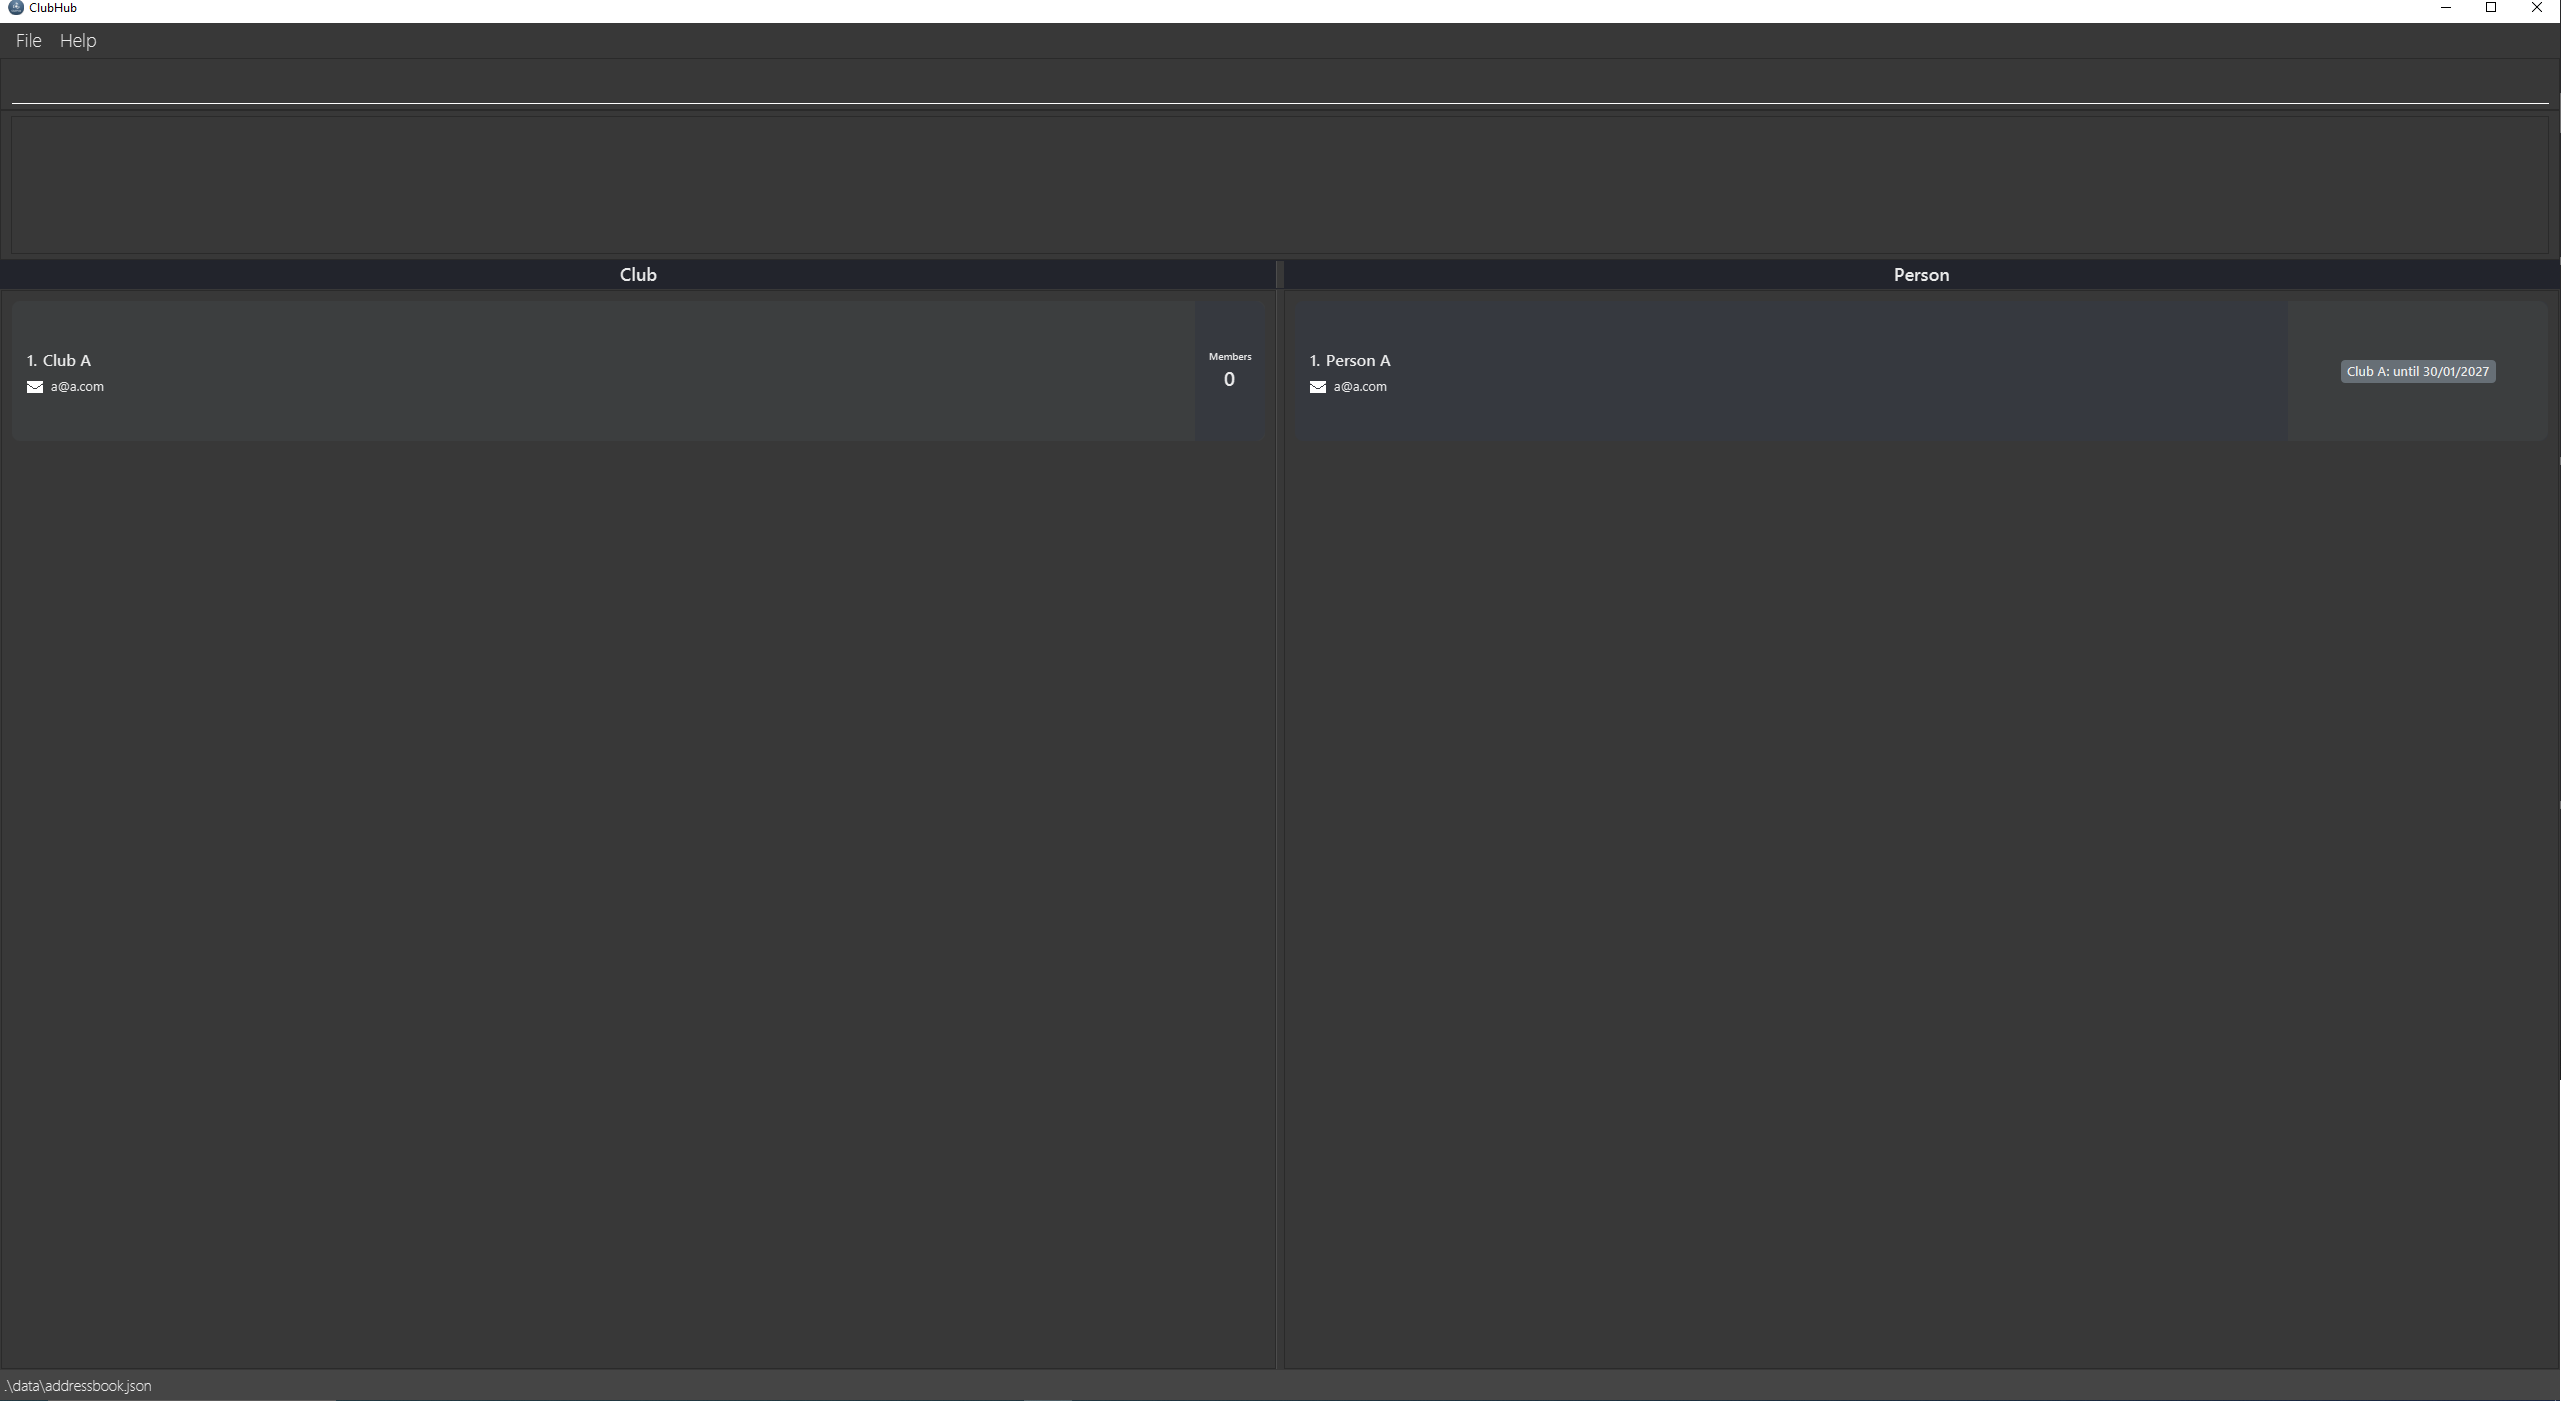 ClubHub
File Help
Club
Person
1. Club A
a@a.com
Members
0
1. Person A
a@a.com
Club A: until 30/01/2027
.\data\addressbook.json